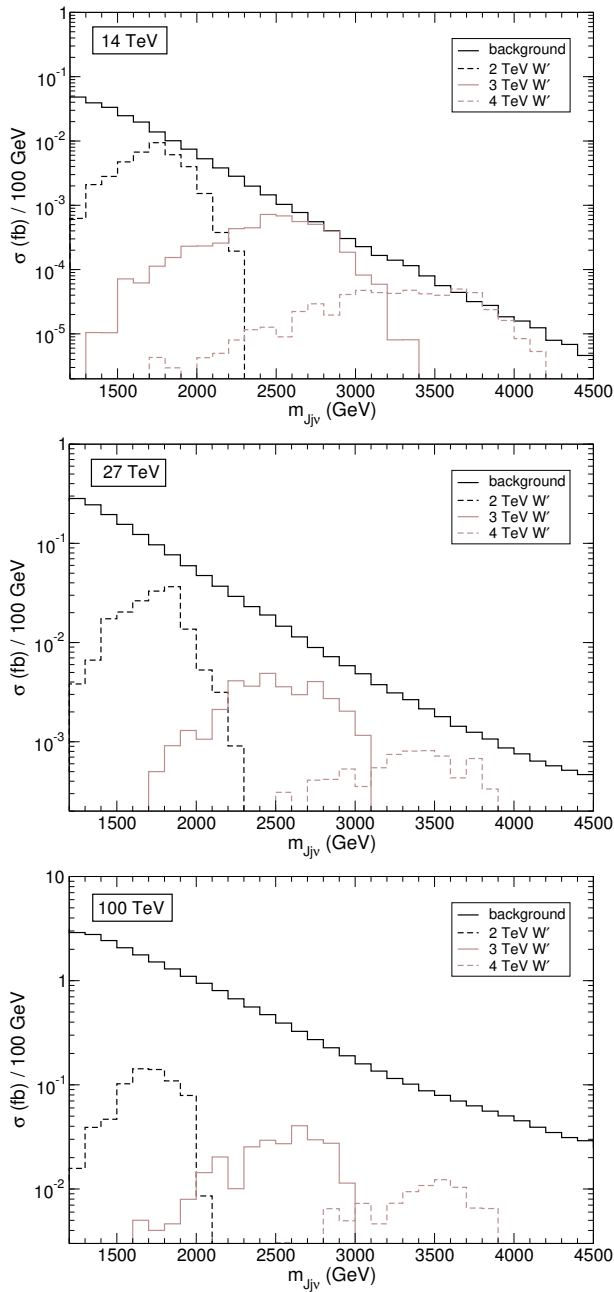 14 TeV
background
2 TeV W′
3 TeV W′
4 TeV W′
σ (fb) / 100 GeV
1
10-1
10-2
10-3
10-4
10-5
1500 2000 2500 3000 3500 4000 4500
mJjν (GeV)
27 TeV
background
2 TeV W′
3 TeV W′
4 TeV W′
σ (fb) / 100 GeV
1
10-1
10-2
10-3
1500 2000 2500 3000 3500 4000 4500
mJjν (GeV)
100 TeV
background
2 TeV W′
3 TeV W′
4 TeV W′
σ (fb) / 100 GeV
10
1
10-1
10-2
1500 2000 2500 3000 3500 4000 4500
mJjν (GeV)